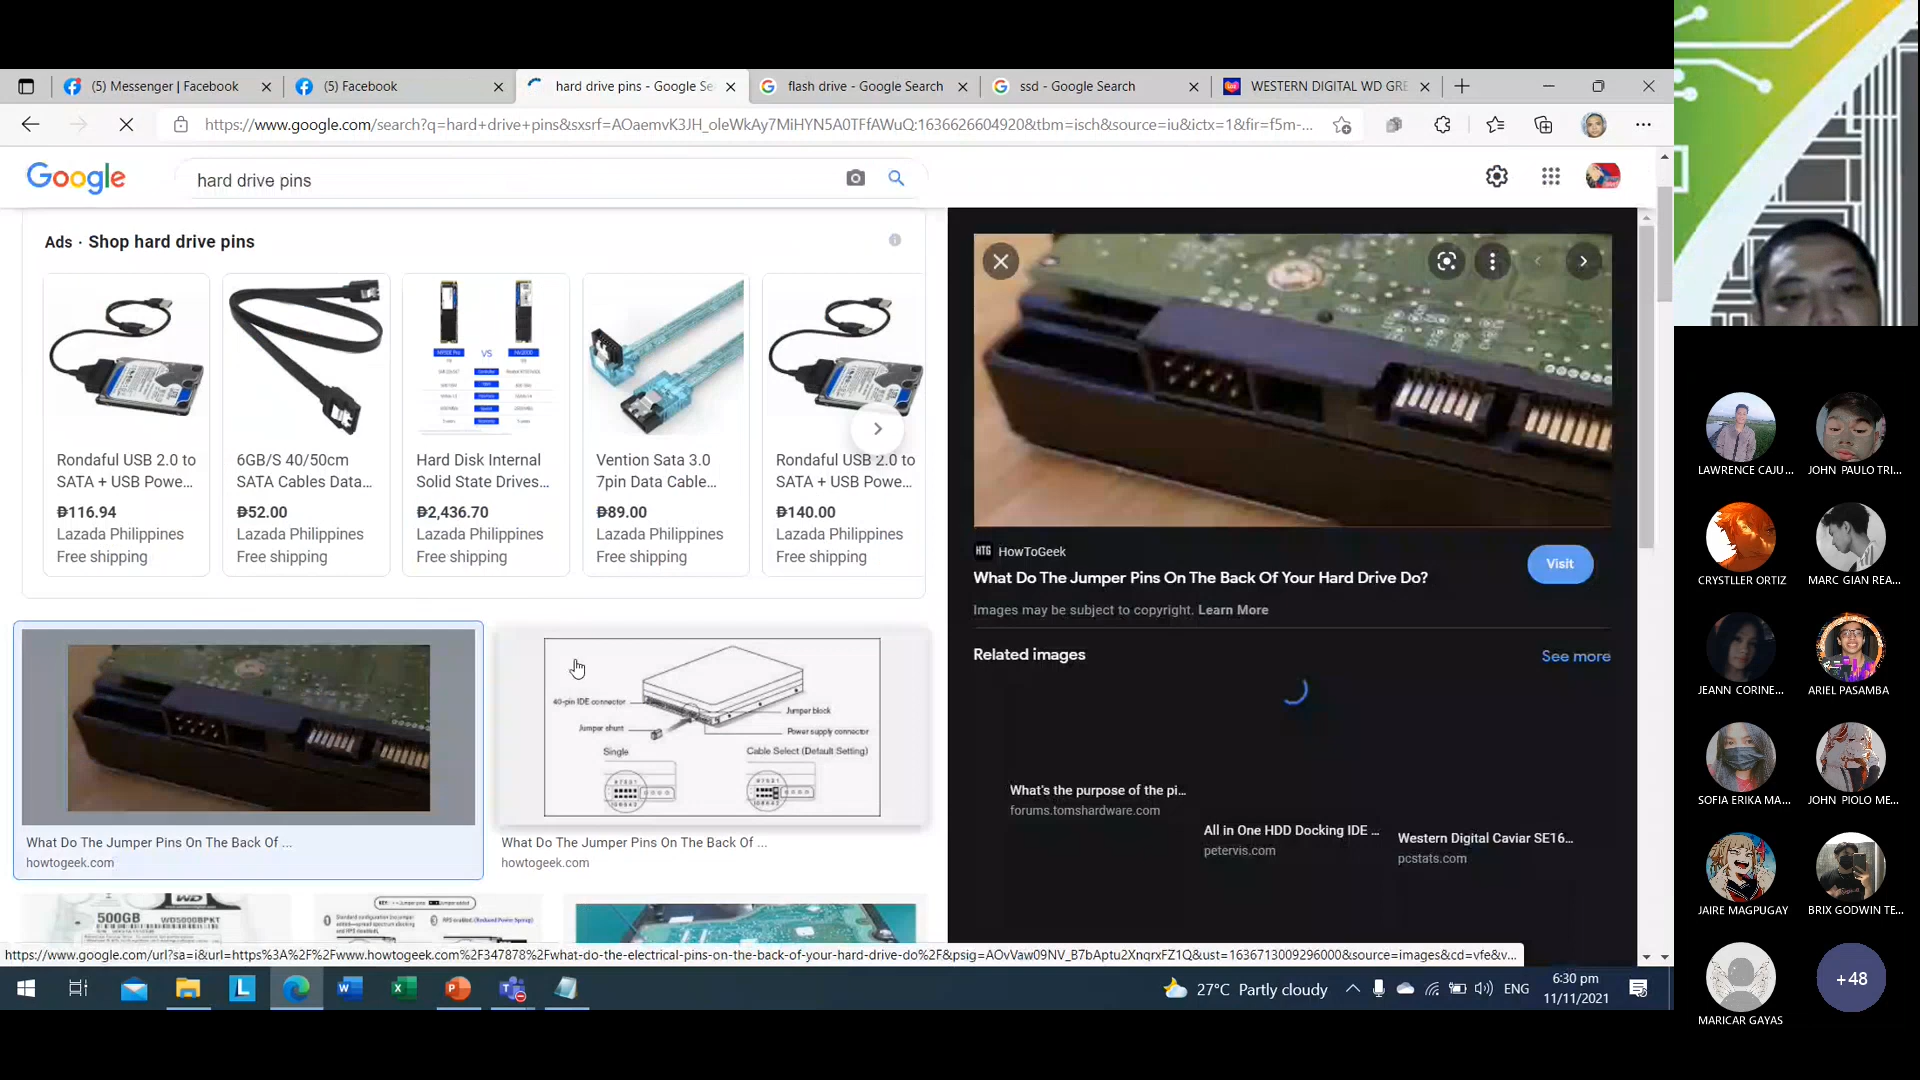 (5) Messenger | Facebook
(5) Facebook
hard drive pins - Google Se
flash drive - Google Search
ssd - Google Search
WESTERN DIGITAL WD GRE
https://www.google.com/search?q=hard+drive+pins&sxsrf=AOaemvK3JH_oleWkAy7MiHYN5A0TFfAWuQ:1636626604920&tbm=isch&source=iu&ictx=1&fir=f5m-...
Google
hard drive pins
Ads · Shop hard drive pins
VS
Rondaful USB 2.0 to
SATA + USB Powe...
₱116.94
Lazada Philippines
Free shipping
6GB/S 40/50cm
SATA Cables Data...
₱52.00
Lazada Philippines
Free shipping
Hard Disk Internal
Solid State Drives...
₱2,436.70
Lazada Philippines
Free shipping
Vention Sata 3.0
7pin Data Cable...
₱89.00
Lazada Philippines
Free shipping
Rondaful USB 2.0 to
SATA + USB Powe...
₱140.00
Lazada Philippines
Free shipping
40-pin IDE connector
Jumper block
Jumper shunt
Power supply connector
Single
Cable Select (Default Setting)
What Do The Jumper Pins On The Back Of ...
howtogeek.com
What Do The Jumper Pins On The Back Of ...
howtogeek.com
WD
500GB
WD5000BPKT
HTG HowToGeek
Visit
What Do The Jumper Pins On The Back Of Your Hard Drive Do?
Images may be subject to copyright. Learn More
Related images
See more
What's the purpose of the pi...
forums.tomshardware.com
All in One HDD Docking IDE ...
petervis.com
Western Digital Caviar SE16...
pcstats.com
https://www.google.com/url?sa=i&url=https%3A%2F%2Fwww.howtogeek.com%2F347878%2Fwhat-do-the-electrical-pins-on-the-back-of-your-hard-drive-do%2F&psig=AOvVaw09NV_B7bAptu2XnqrxFZ1Q&ust=1636713009296000&source=images&cd=vfe&v...
27°C Partly cloudy
ENG
6:30 pm
11/11/2021
LAWRENCE CAJU...
JOHN PAULO TRI...
CRYSTLLER ORTIZ
MARC GIAN REA...
JEANN CORINE...
ARIEL PASAMBA
SOFIA ERIKA MA...
JOHN PIOLO ME...
JAIRE MAGPUGAY
BRIX GODWIN TE...
MARICAR GAYAS
+48